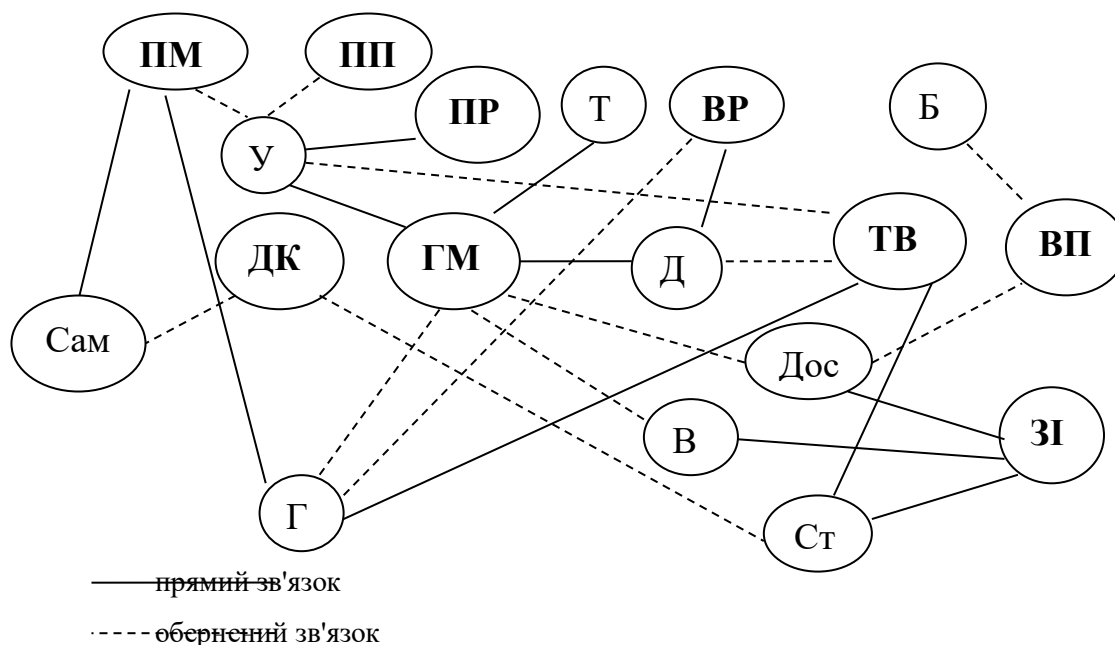 ПМ
ПП
ПР
Т
ВР
Б
У
ДК
ГМ
Д
ТВ
ВП
Сам
Дос
В
ЗІ
Г
Ст
прямий зв'язок
обернений зв'язок